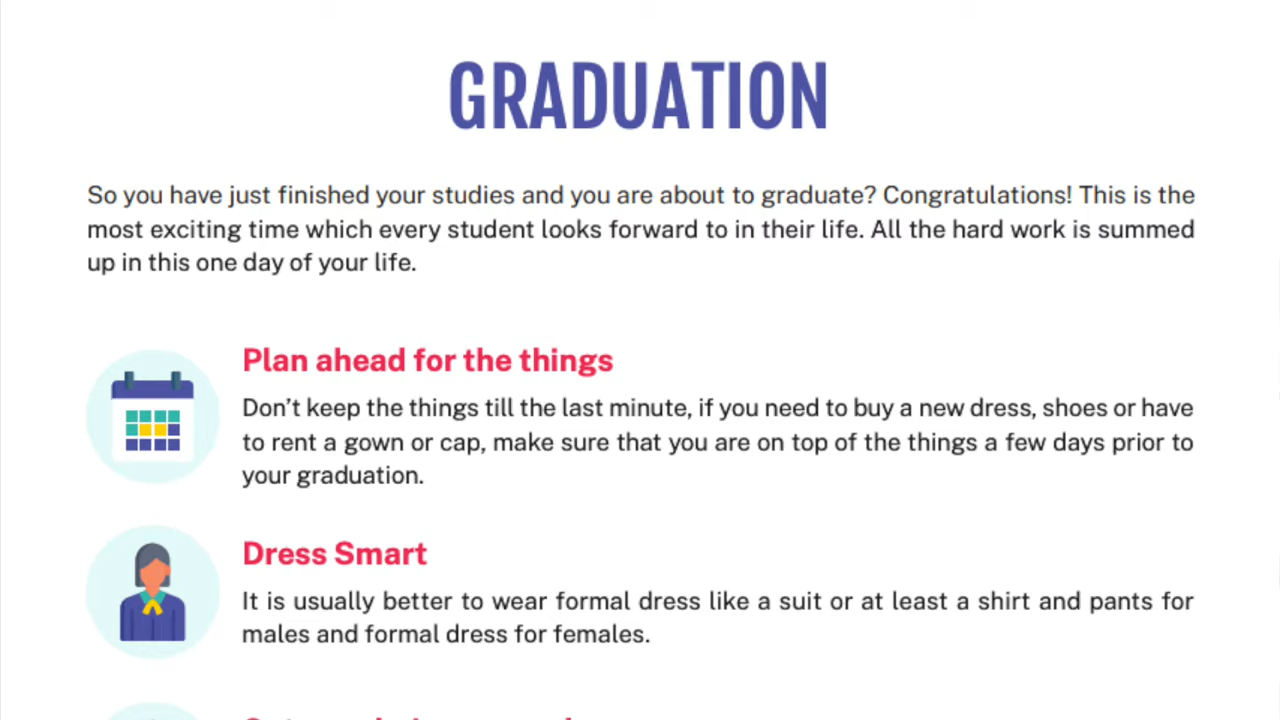 GRADUATION
So you have just finished your studies and you are about to graduate? Congratulations! This is the
most exciting time which every student looks forward to in their life. All the hard work is summed
up in this one day of your life.
Plan ahead for the things
Don’t keep the things till the last minute, if you need to buy a new dress, shoes or have
to rent a gown or cap, make sure that you are on top of the things a few days prior to
your graduation.
Dress Smart
It is usually better to wear formal dress like a suit or at least a shirt and pants for
males and formal dress for females.